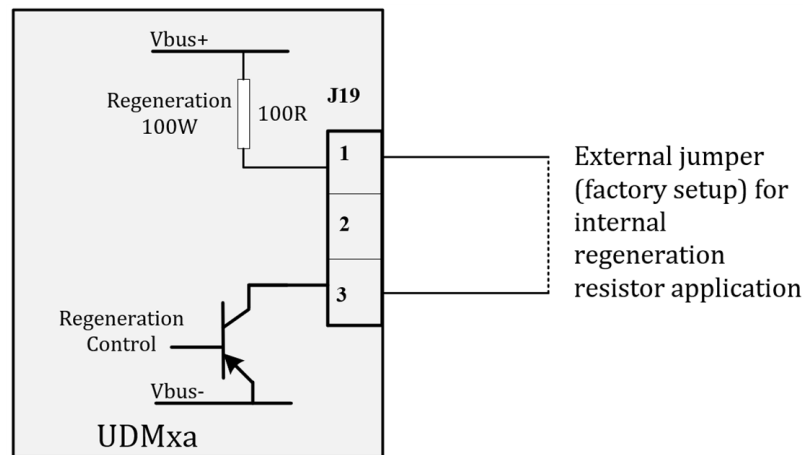 Vbus+
Regeneration
100W
100R
J19
1
2
3
External jumper
(factory setup) for
internal
regeneration
resistor application
Regeneration
Control
Vbus-
UDMxa